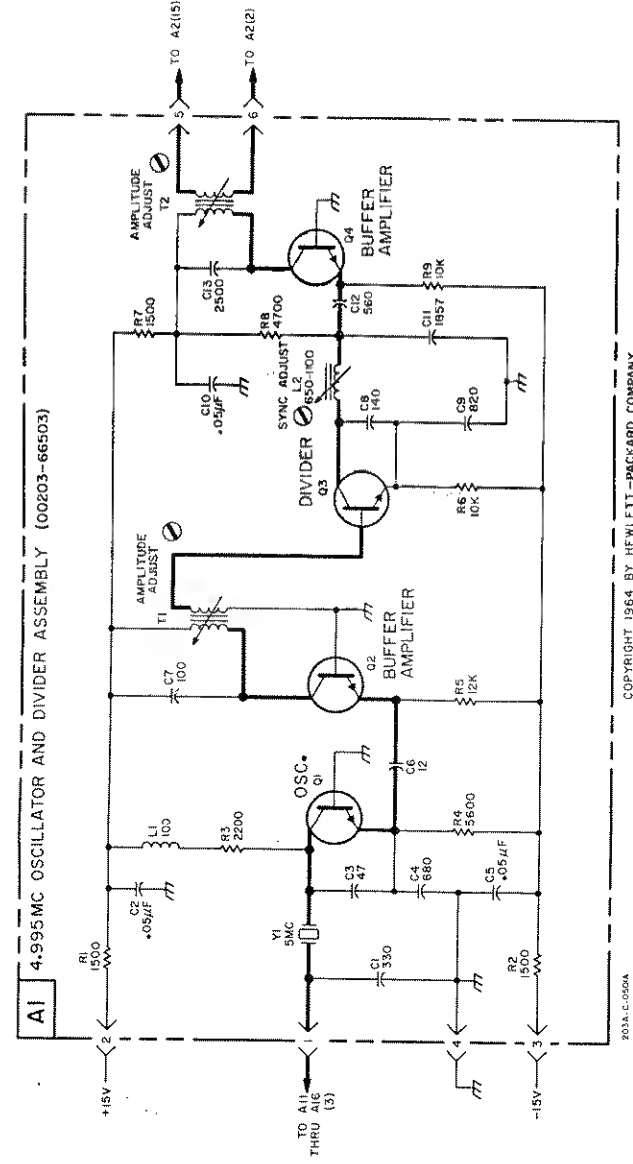 A1
4.995MC OSCILLATOR AND DIVIDER ASSEMBLY (00203-66503)
+15V
2
R1
1500
C2
.05µF
L1
100
R3
2200
C7
100
AMPLITUDE
ADJUST
T1
R7
1500
C10
.05µF
C13
2500
AMPLITUDE
ADJUST
T2
5
TO A2(15)
6
TO A2(2)
TO A11
THRU A16
(3)
1
Y1
5MC
OSC.
Q1
C3
47
C1
330
C4
680
C5
.05µF
R4
5600
C6
12
Q2
BUFFER
AMPLIFIER
R5
12K
DIVIDER
Q3
SYNC ADJUST
L2
650-1100
R8
4700
C8
140
C9
820
R6
10K
C12
560
C11
1857
Q4
BUFFER
AMPLIFIER
R9
10K
4
-15V
3
R2
1500
203A-C-050A
COPYRIGHT 1964 BY HEWLETT-PACKARD COMPANY